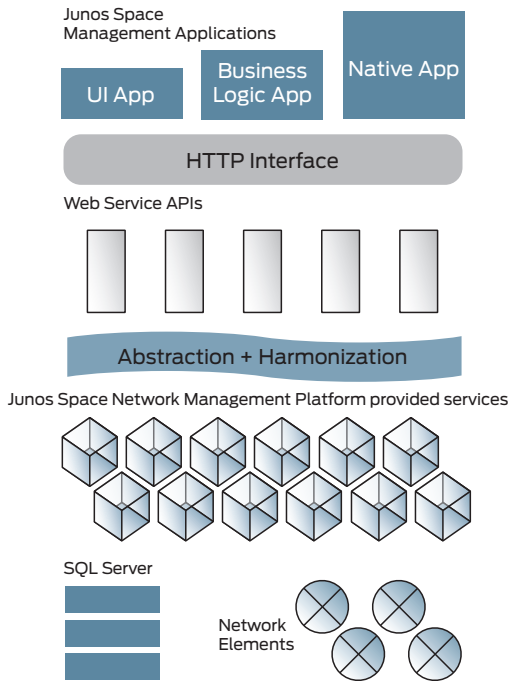 Junos Space
Management Applications
UI App
Business
Logic App
Native App
HTTP Interface
Web Service APIs
Abstraction + Harmonization
Junos Space Network Management Platform provided services
SQL Server
Network
Elements